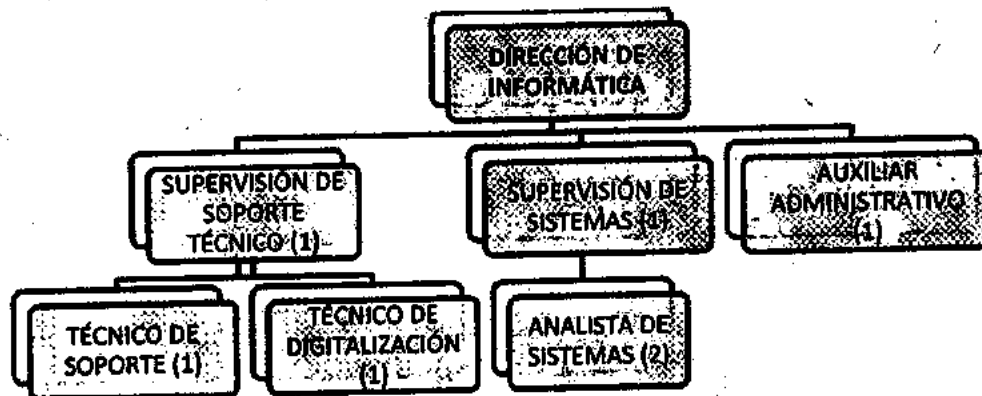 DIRECCIÓN DE
INFORMÁTICA
SUPERVISIÓN DE
SOPORTE
TÉCNICO (1)
SUPERVISIÓN DE
SISTEMAS (1)
AUXILIAR
ADMINISTRATIVO
(1)
TÉCNICO DE
SOPORTE (1)
TÉCNICO DE
DIGITALIZACIÓN
(1)
ANALISTA DE
SISTEMAS (2)